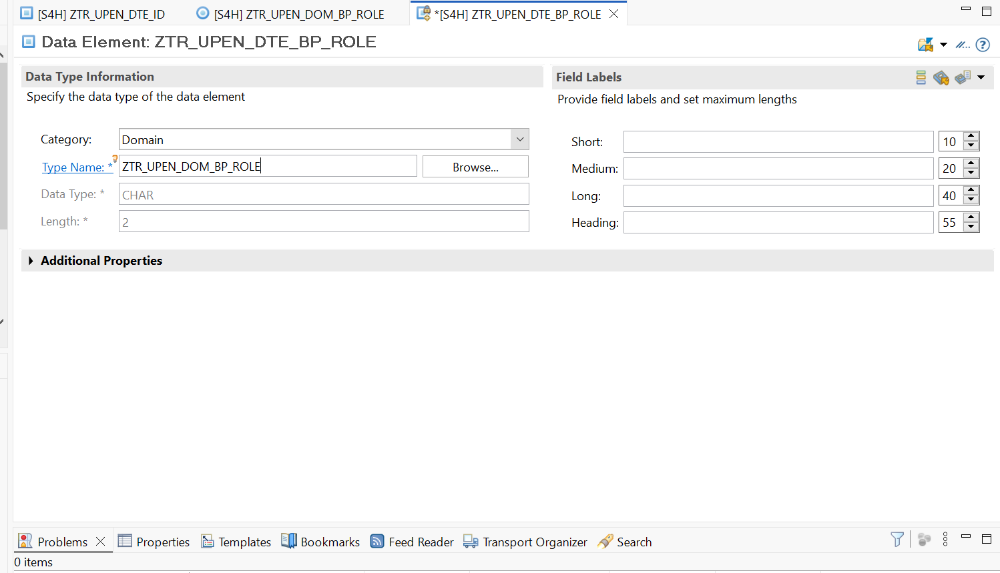 [S4H] ZTR_UPEN_DTE_ID
[S4H] ZTR_UPEN_DOM_BP_ROLE
*[S4H] ZTR_UPEN_DTE_BP_ROLE
Data Element: ZTR_UPEN_DTE_BP_ROLE
Data Type Information
Specify the data type of the data element
Category:
Domain
Type Name: *
ZTR_UPEN_DOM_BP_ROLE
Browse...
Data Type: *
CHAR
Length: *
2
Field Labels
Provide field labels and set maximum lengths
Short:
10
Medium:
20
Long:
40
Heading:
55
Additional Properties
Problems
Properties
Templates
Bookmarks
Feed Reader
Transport Organizer
Search
0 items